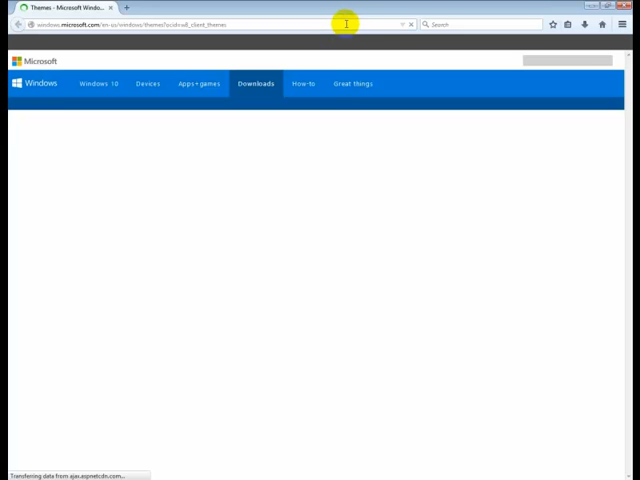 Themes - Microsoft Windo...
windows.microsoft.com/en-us/windows/themes?ocid=w8_client_themes
Search
Microsoft
Windows
Windows 10
Devices
Apps+games
Downloads
How-to
Great things
Transferring data from ajax.aspnetcdn.com...